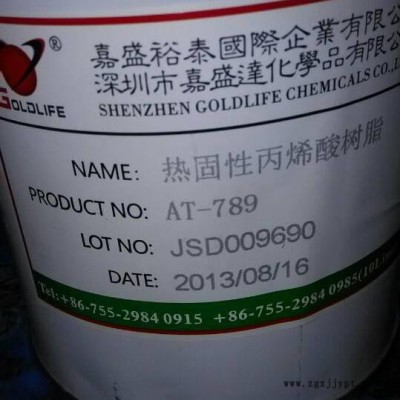 嘉盛裕泰國際企業有限公
深圳市嘉盛達化學品有限公
GOLDLIFE
®
SHENZHEN GOLDLIFE CHEMICALS CO.,L
NAME: 热固性丙烯酸树脂
PRODUCT NO: AT-789
LOT NO: JSD009690
DATE: 2013/08/16
Tel:+86-755-2984 0915 +86-755-2984 0985(10L